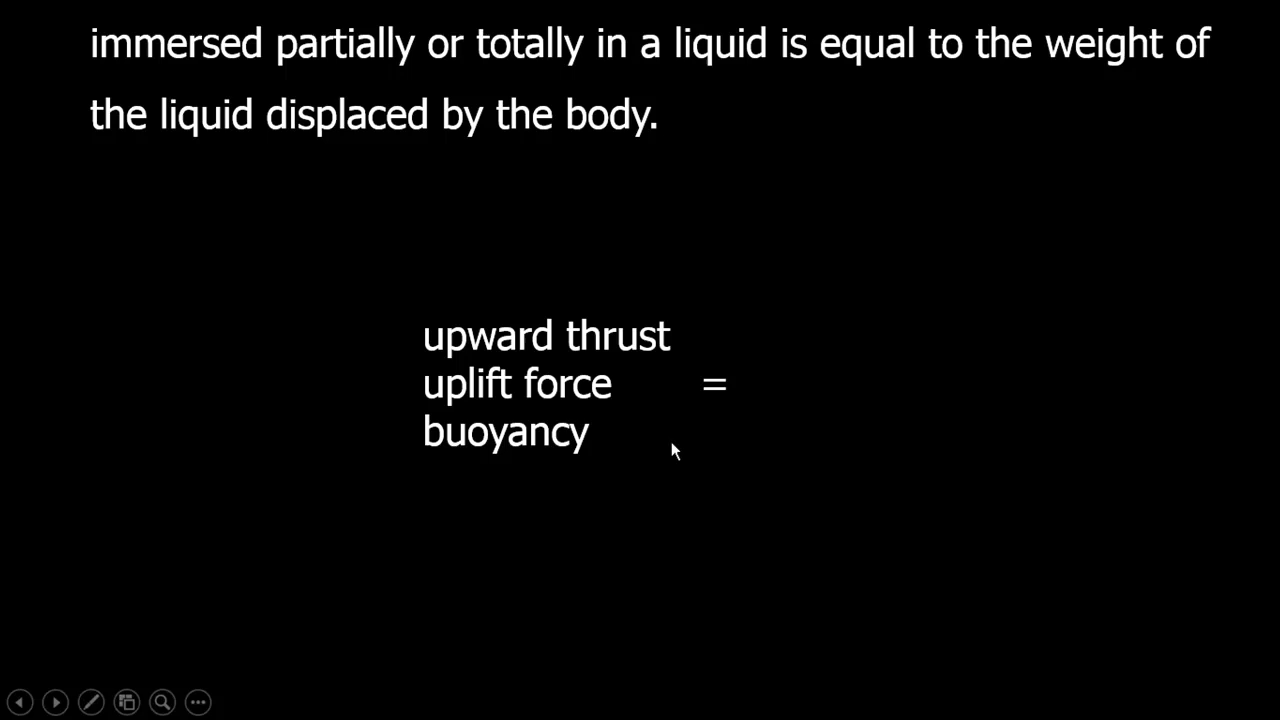 immersed partially or totally in a liquid is equal to the weight of
the liquid displaced by the body.
upward thrust
uplift force =
buoyancy